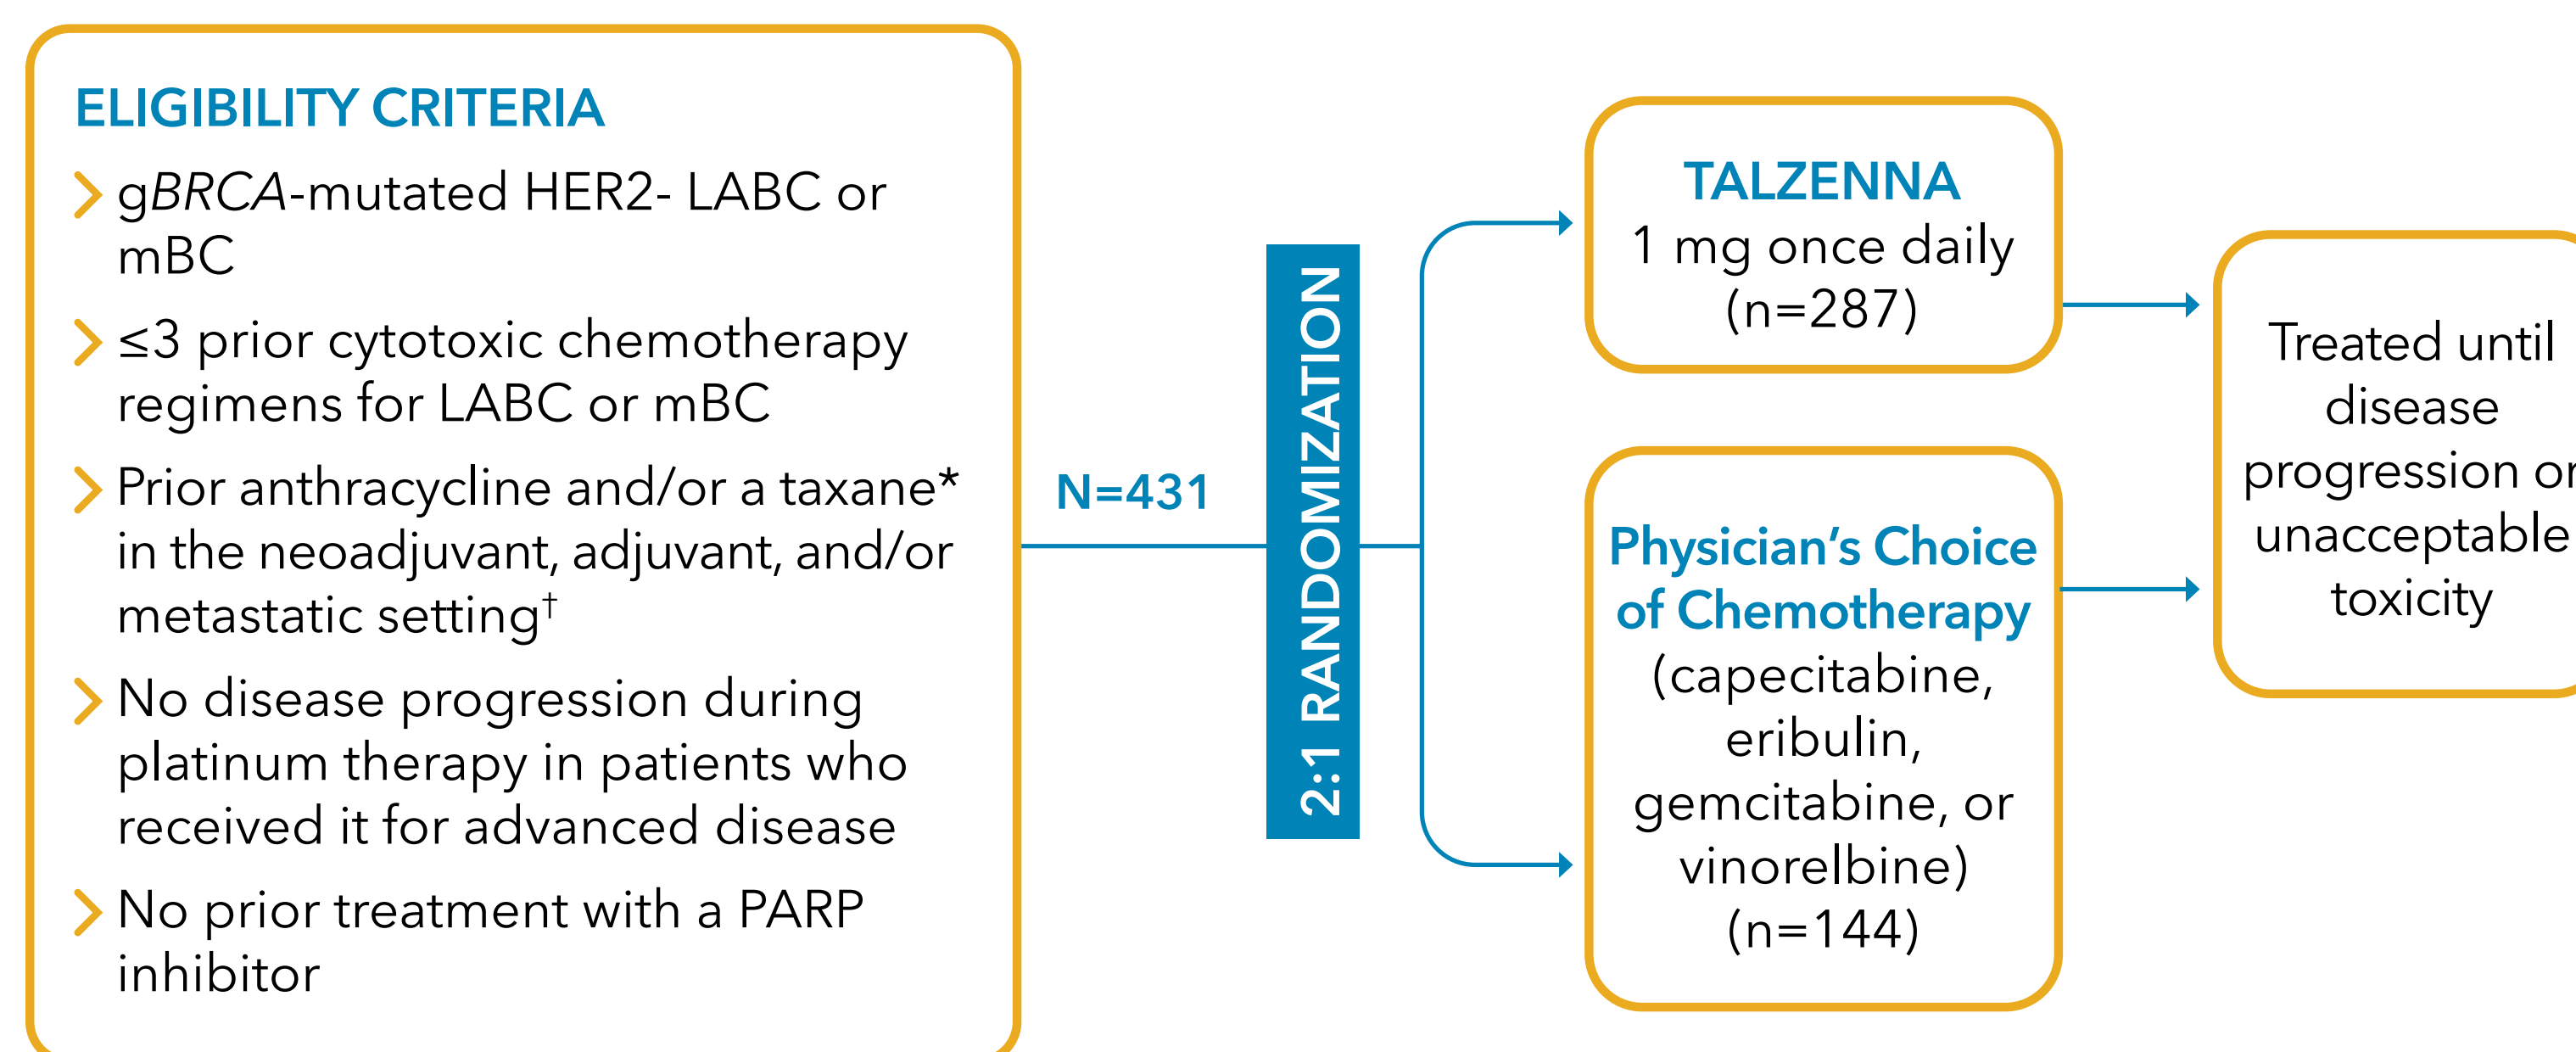 ELIGIBILITY CRITERIA
gBRCA-mutated HER2- LABC or
mBC
≤3 prior cytotoxic chemotherapy
regimens for LABC or mBC
Prior anthracycline and/or a taxane*
in the neoadjuvant, adjuvant, and/or
metastatic setting†
No disease progression during
platinum therapy in patients who
received it for advanced disease
No prior treatment with a PARP
inhibitor
N=431
2:1 RANDOMIZATION
TALZENNA
1 mg once daily
(n=287)
Physician’s Choice
of Chemotherapy
(capecitabine,
eribulin,
gemcitabine, or
vinorelbine)
(n=144)
Treated until
disease
progression or
unacceptable
toxicity